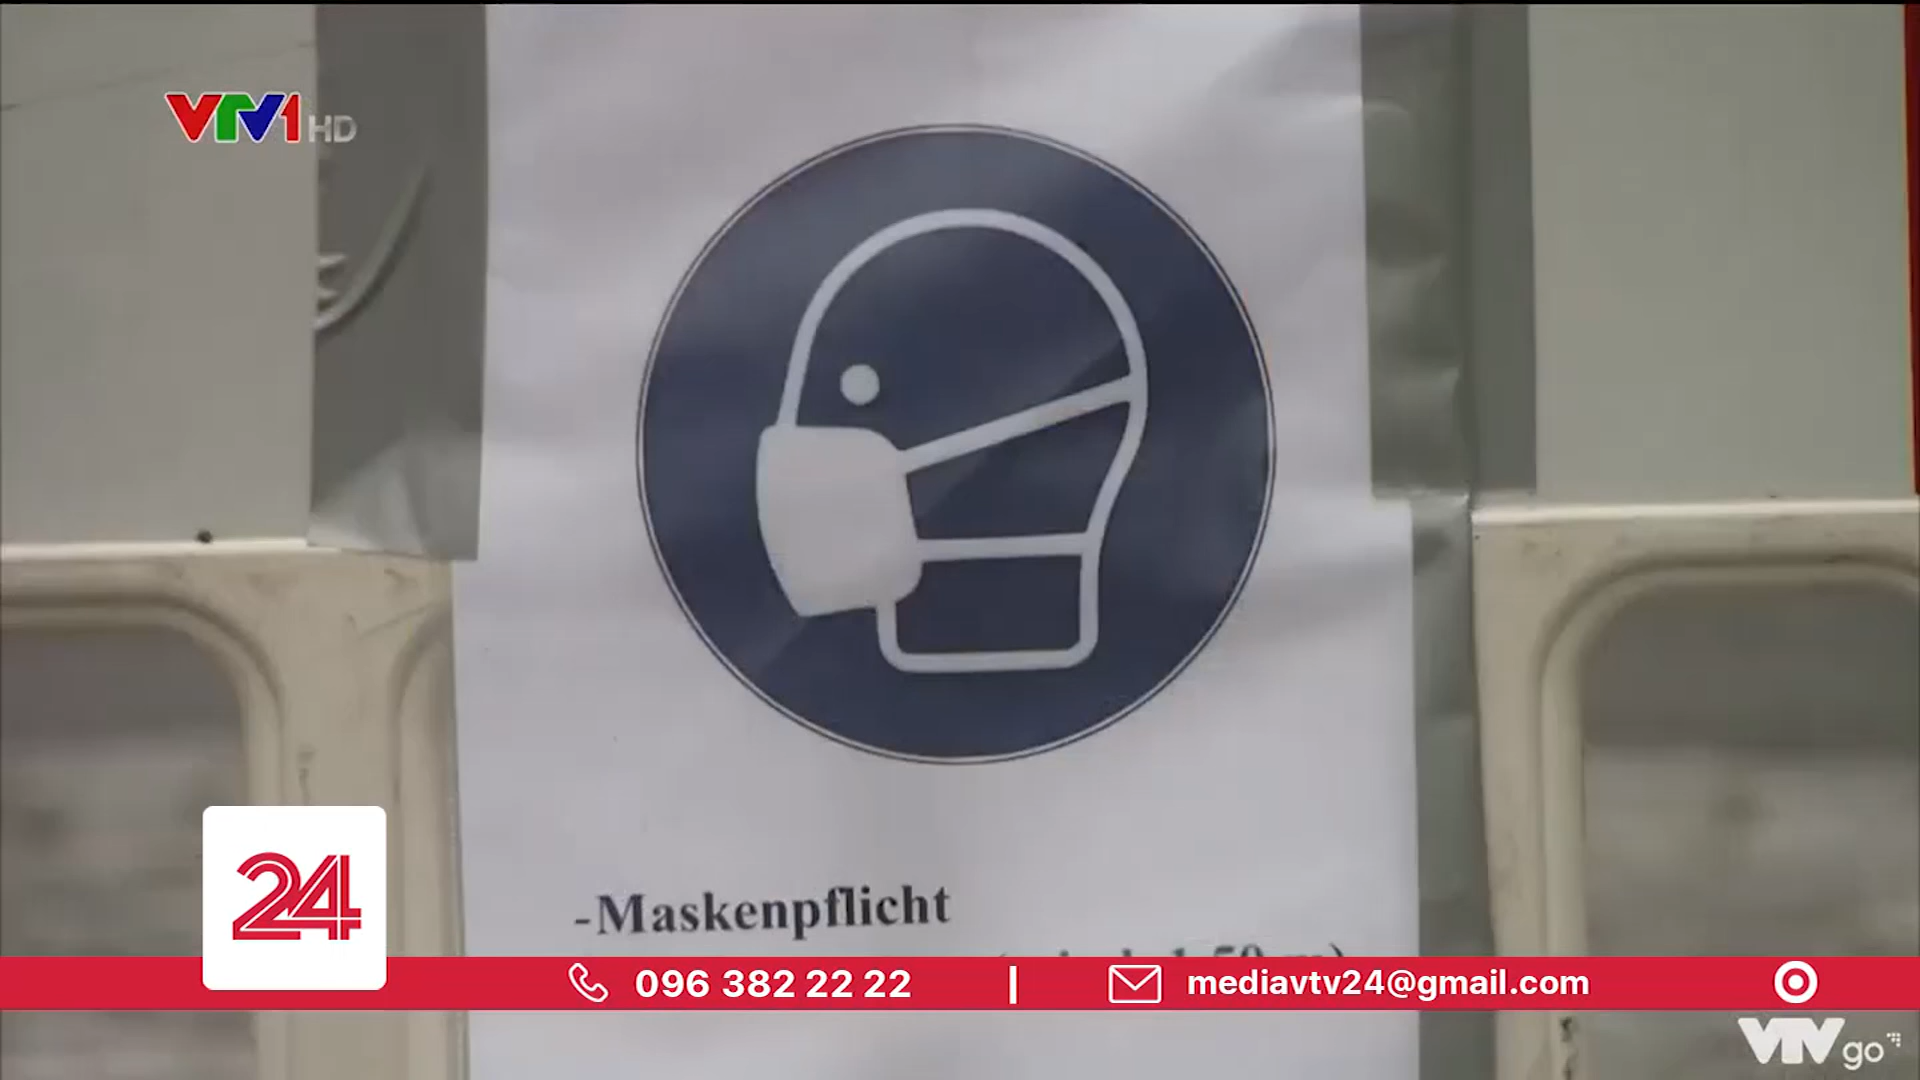 VTV1 HD
-Maskenpflicht
24
096 382 22 22 | mediavtv24@gmail.com
VTV go